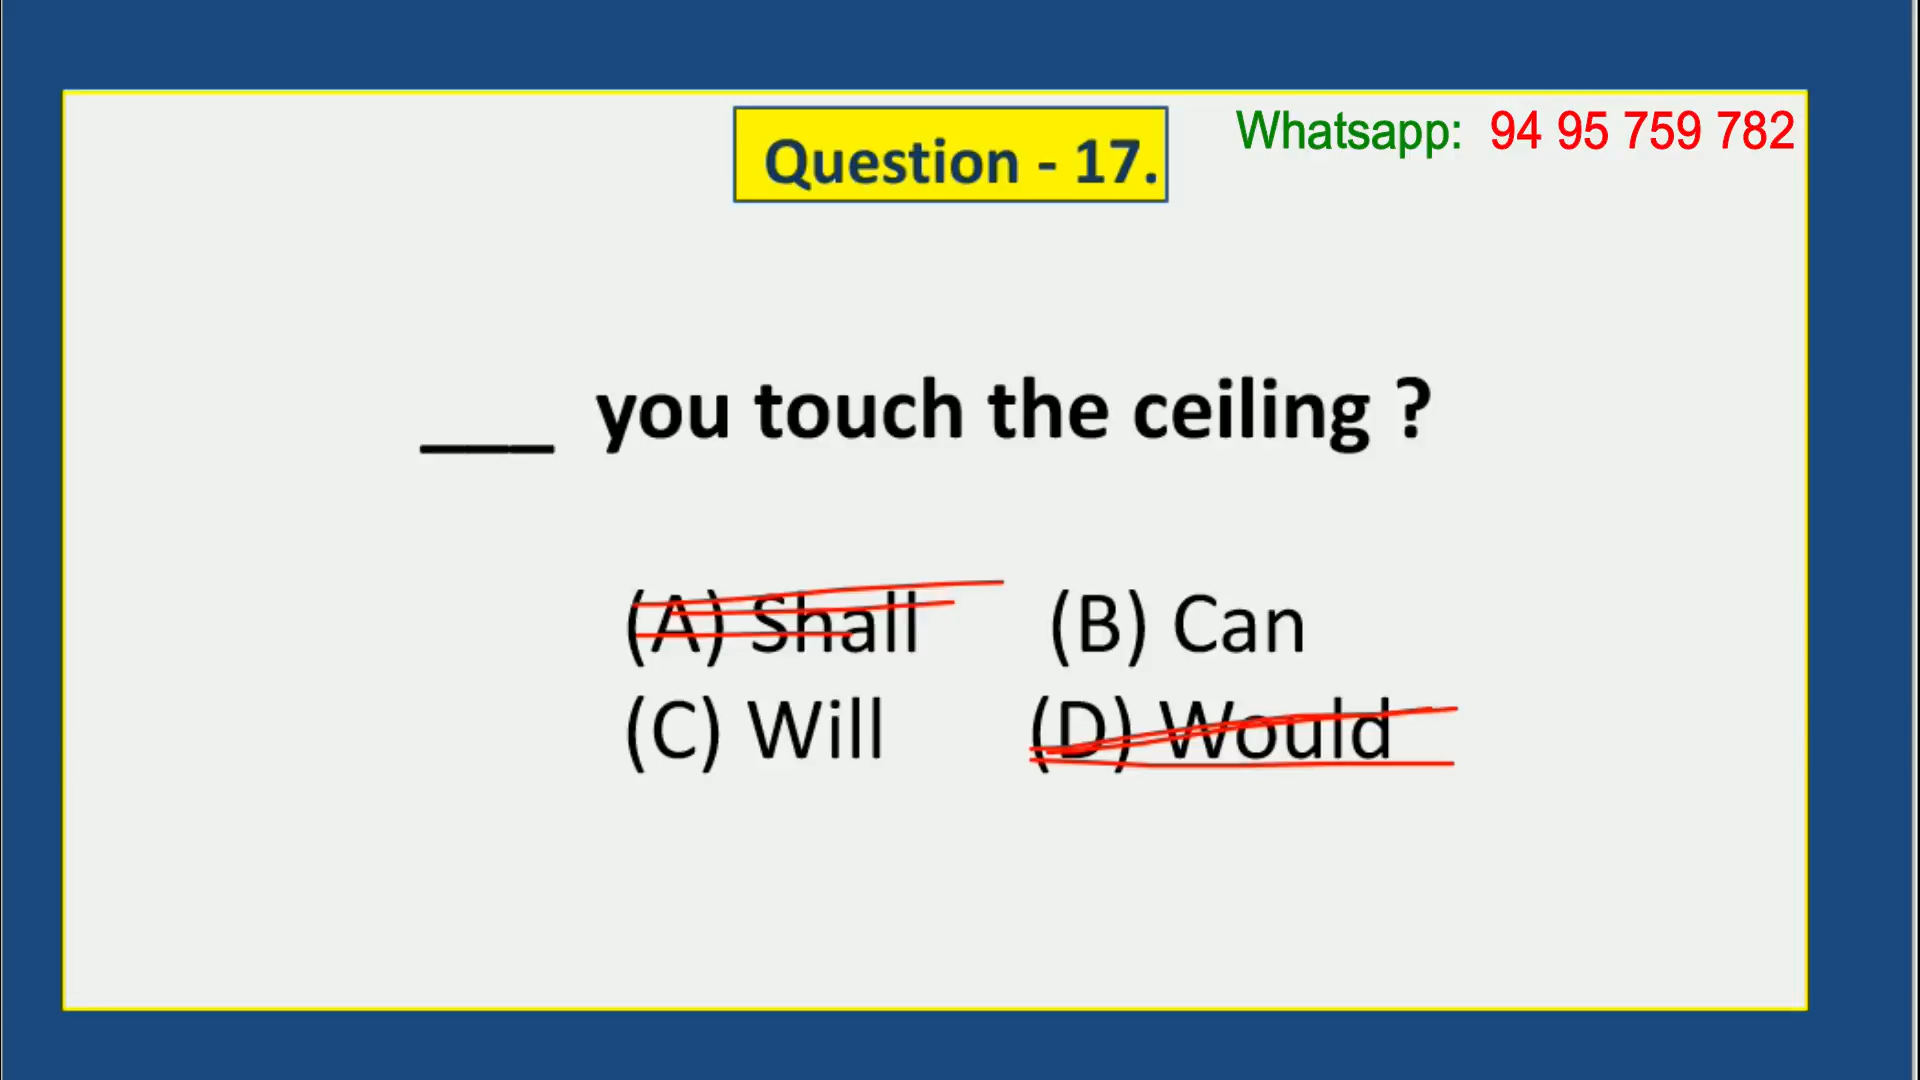 Whatsapp: 94 95 759 782
Question - 17.
___ you touch the ceiling ?
(A) Shall (B) Can
(C) Will (D) Would